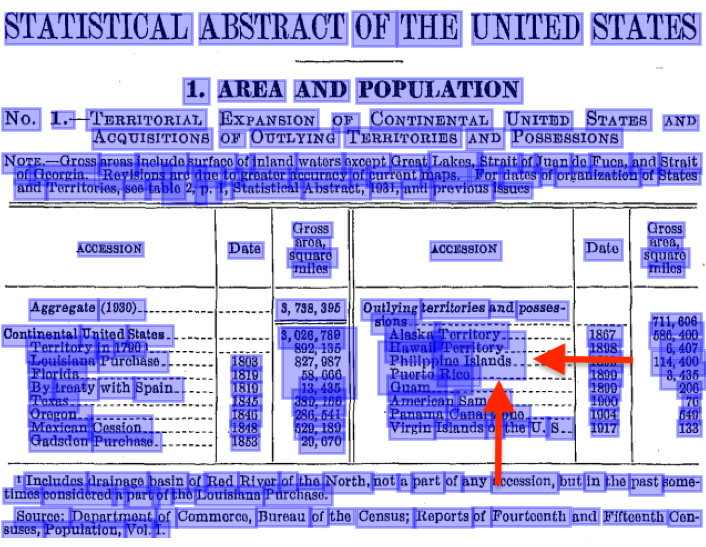 STATISTICAL ABSTRACT OF THE UNITED STATES
1. AREA AND POPULATION
No. 1.—TERRITORIAL EXPANSION OF CONTINENTAL UNITED STATES AND
ACQUISITIONS OF OUTLYING TERRITORIES AND POSSESSIONS
NOTE.—Gross areas include surface of inland waters except Great Lakes, Strait of Juan de Fuca, and Strait
of Georgia. Revisions are due to greater accuracy of current maps. For dates of organization of States
and Territories, see table 2, p. 1, Statistical Abstract, 1931, and previous issues
ACCESSION Date Gross area, square miles
Aggregate (1930) 3,738,395
Continental United States 3,026,789
Territory in 1790 ¹ 892,135
Louisiana Purchase 1803 827,987
Florida 1819 58,666
By treaty with Spain 1819 13,435
Texas 1845 389,166
Oregon 1846 286,541
Mexican Cession 1848 529,189
Gadsden Purchase 1853 29,670
ACCESSION Date Gross area, square miles
Outlying territories and posses-
sions 711,606
Alaska Territory 1867 586,400
Hawaii Territory 1898 6,407
Philippine Islands 114,400
Puerto Rico 1899 3,435
Guam 1899 206
American 1900 76
Panama 1904 549
Virgin Islands of the U. S. 1917 133
¹ Includes drainage basin of Red River of the North, not a part of any accession, but in the past some-
times considered a part of the Louisiana Purchase.
Source: Department of Commerce, Bureau of the Census; Reports of Fourteenth and Fifteenth Cen-
suses, Population, Vol. I.